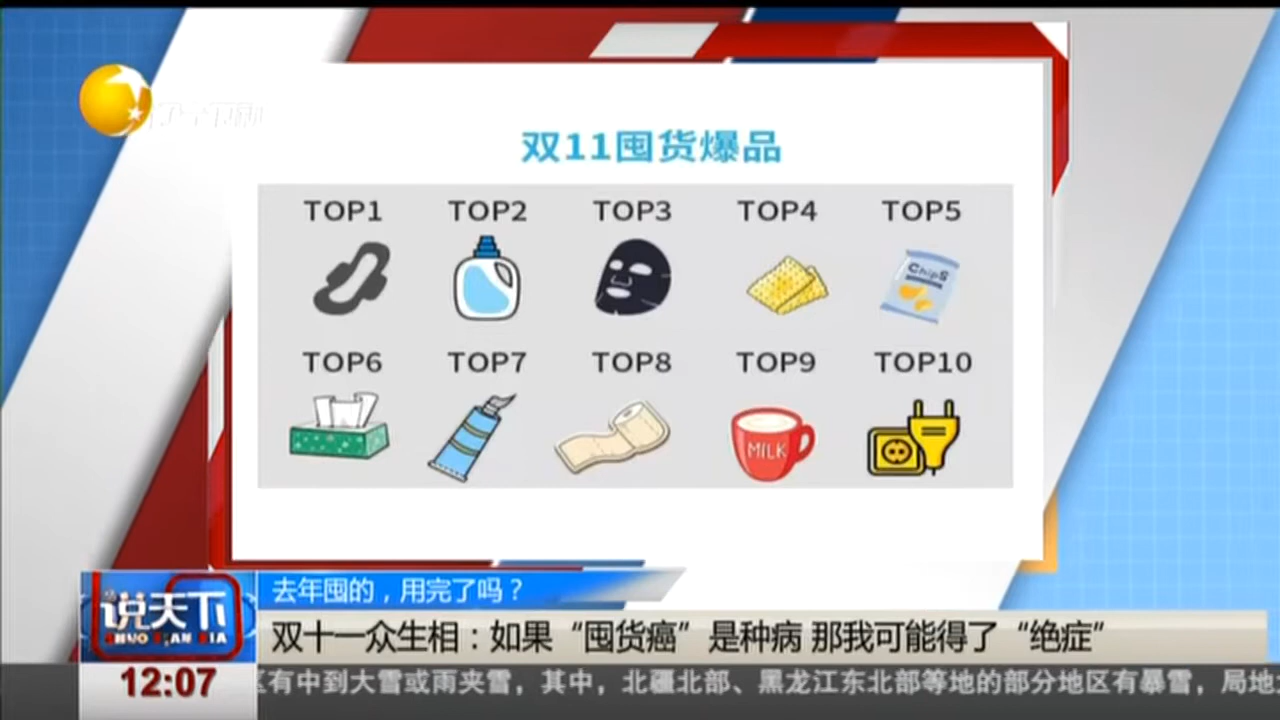 双11囤货爆品
TOP1 TOP2 TOP3 TOP4 TOP5
ChipS
TOP6 TOP7 TOP8 TOP9 TOP10
MILK
去年囤的，用完了吗？
说天下
SHUO TIAN XIA
双十一众生相：如果“囤货癌”是种病 那我可能得了“绝症”
12:07
区有中到大雪或雨夹雪，其中，北疆北部、黑龙江东北部等地的部分地区有暴雪，局地